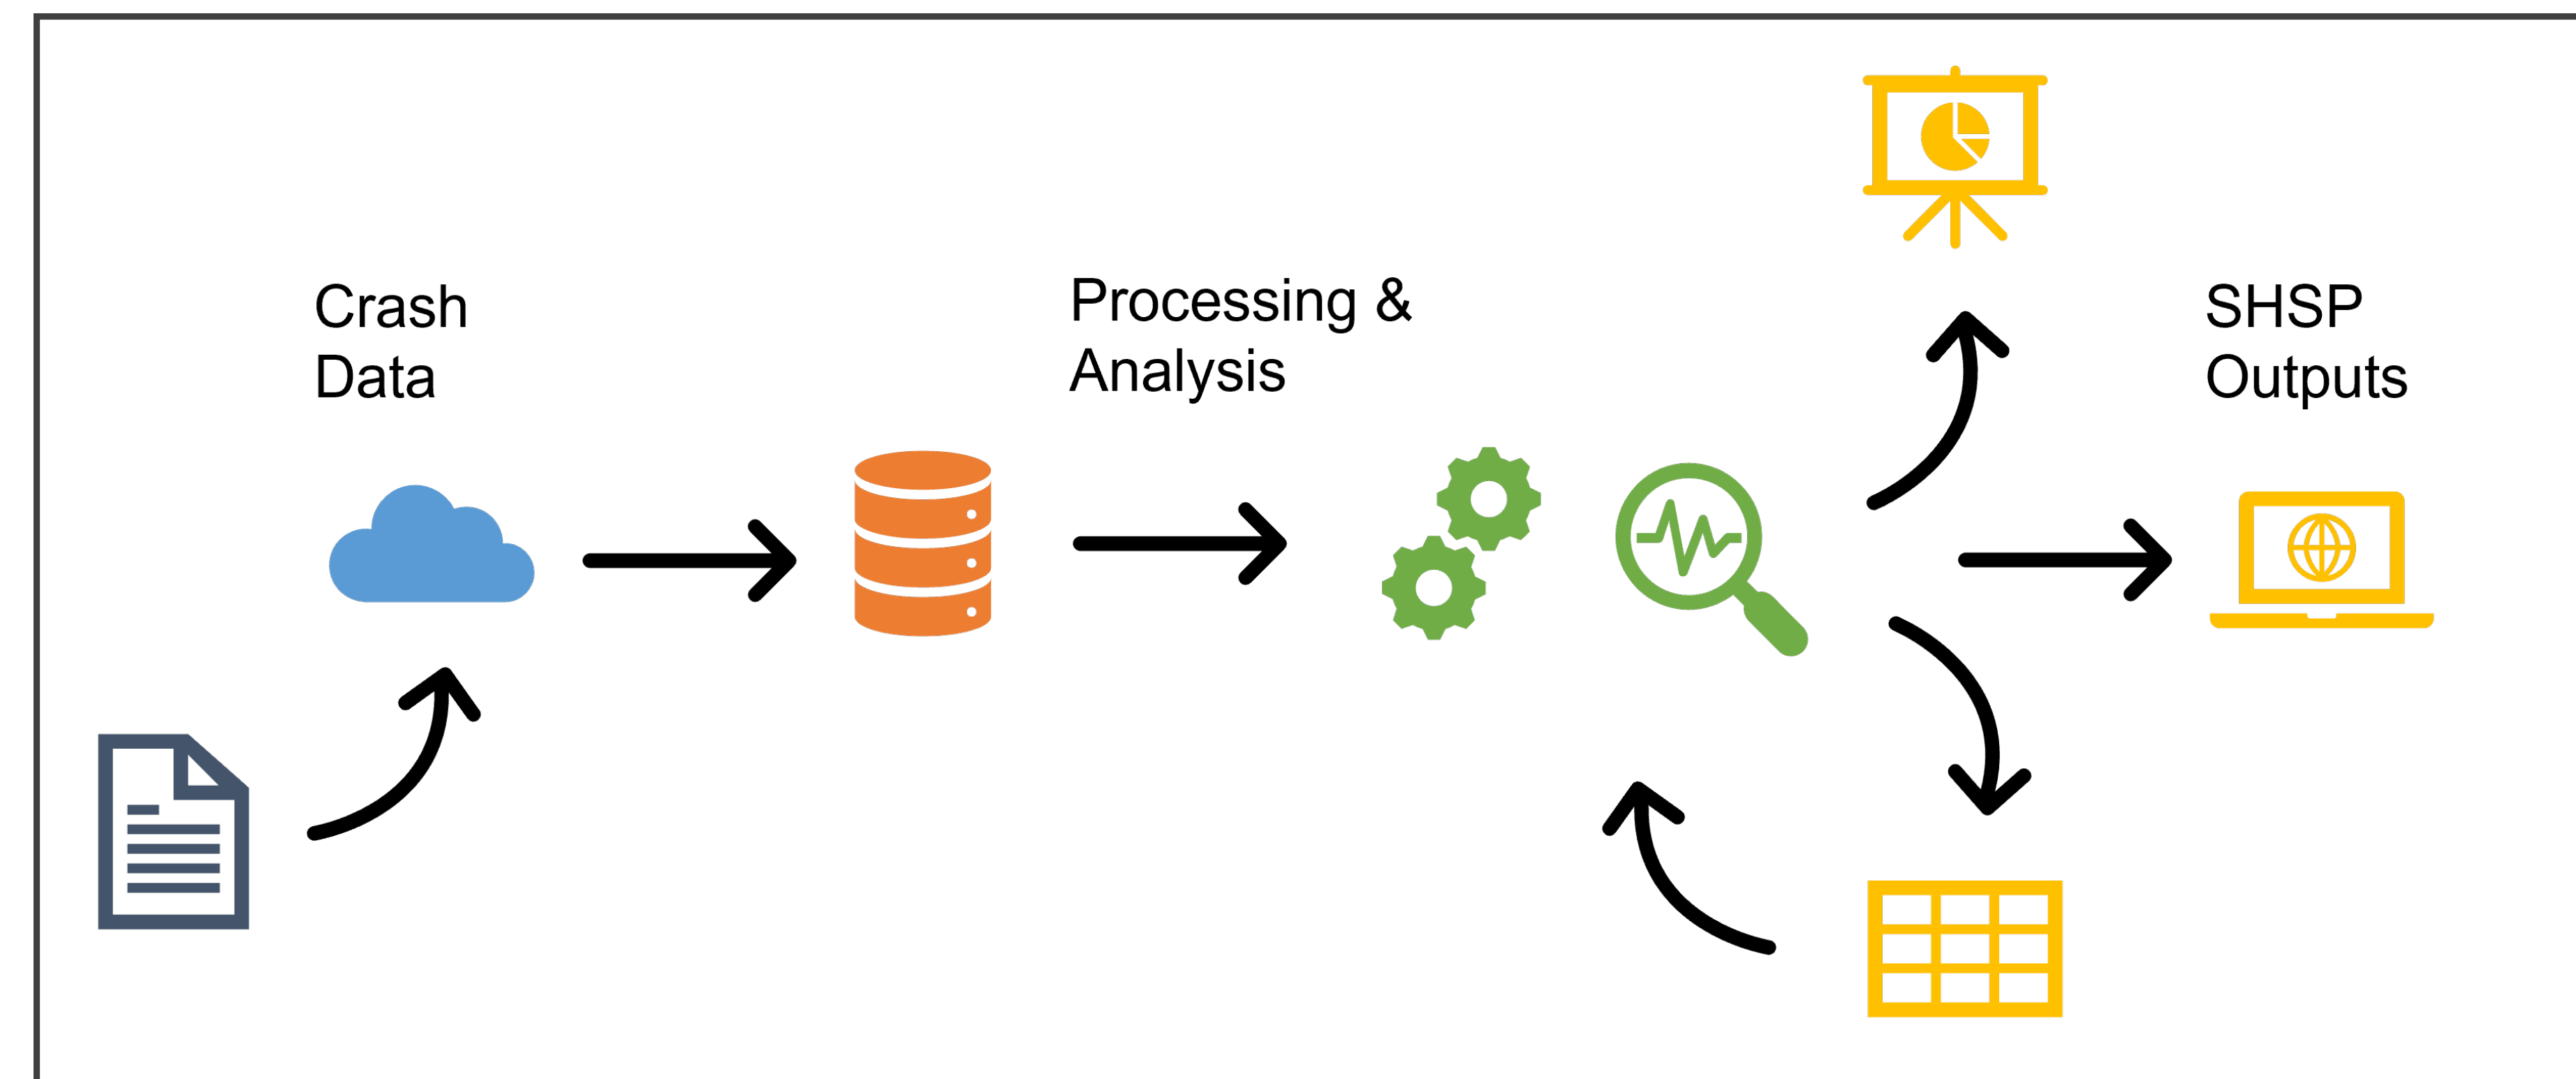 Crash
Data
Processing &
Analysis
SHSP
Outputs